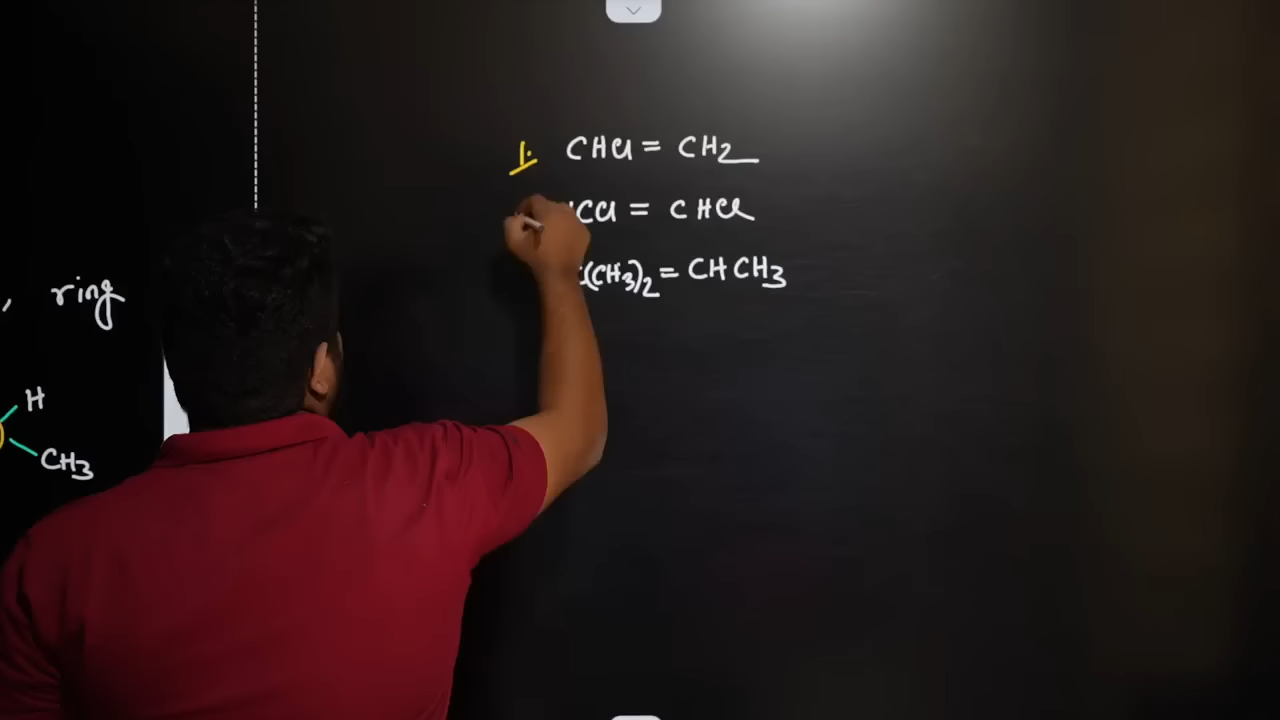 1. CHCl = CH2
CCl = CHCl
(CH3)2 = CHCH3
, ring
H
CH3